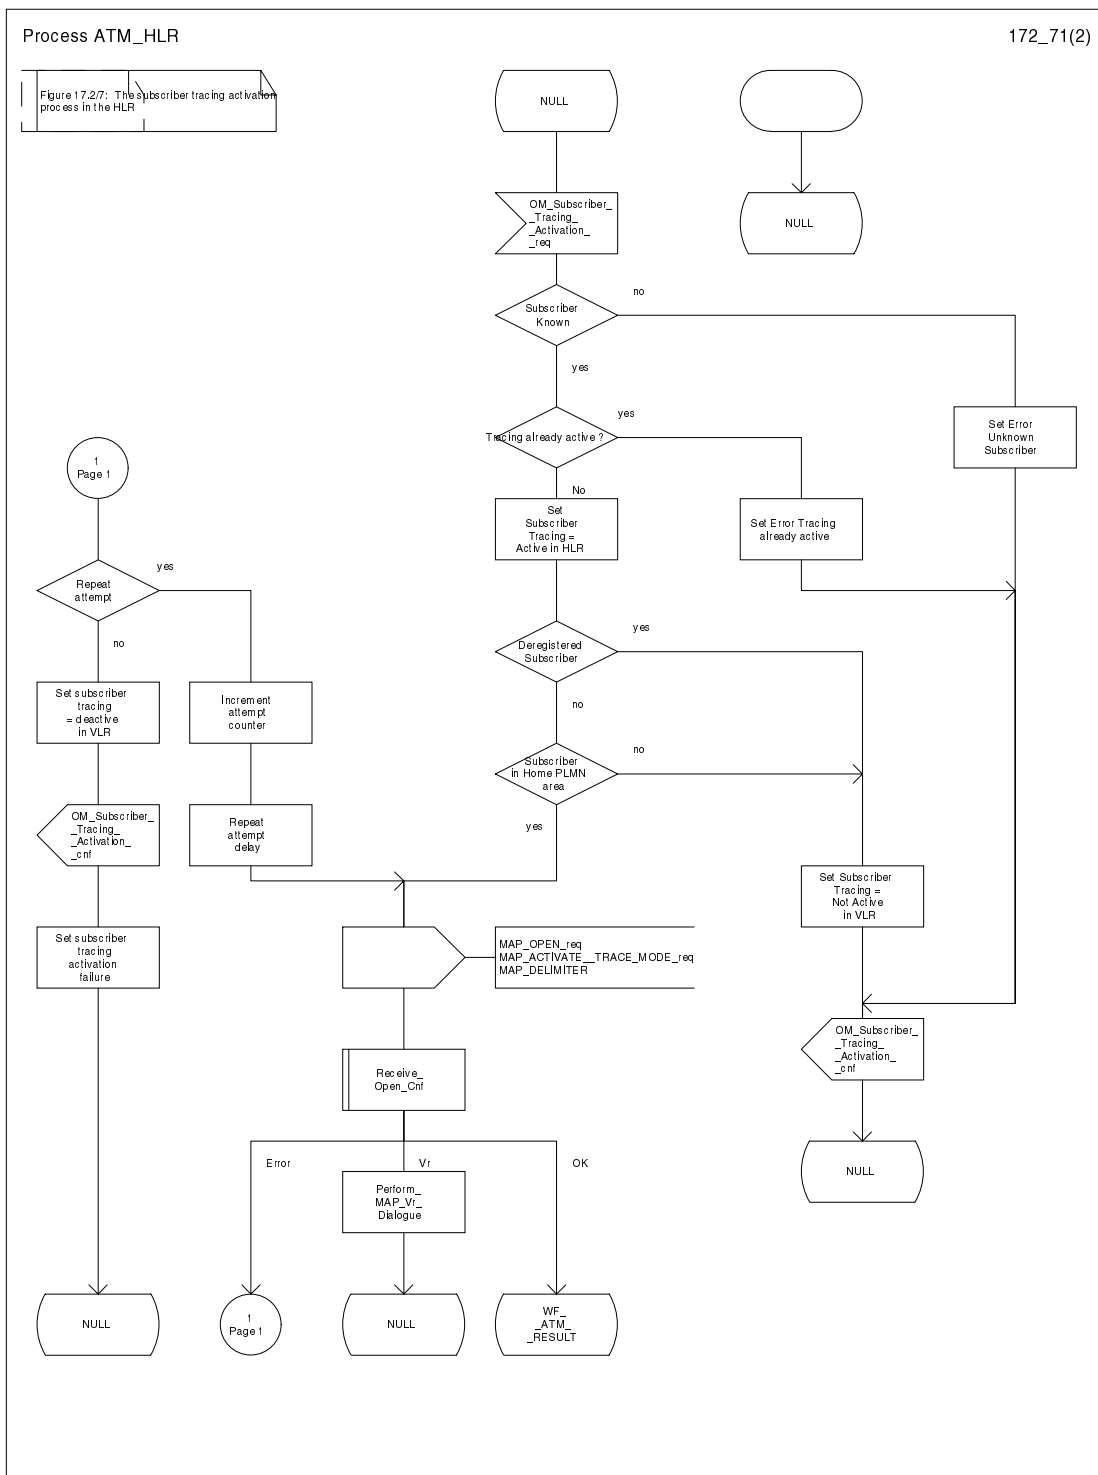 Process ATM_HLR
172_71(2)
Figure 17.2/7: The subscriber tracing activation
process in the HLR
NULL
OM_Subscriber_
_Tracing_
_Activation_
_req
NULL
Subscriber
Known
no
yes
Tracing already active ?
yes
No
Set Error
Unknown
Subscriber
1
Page 1
Set
Subscriber
Tracing =
Active in HLR
Set Error Tracing
already active
Repeat
attempt
yes
no
Deregistered
Subscriber
yes
no
Set subscriber
tracing
= deactive
in VLR
Increment
attempt
counter
Subscriber
in Home PLMN
area
no
yes
OM_Subscriber_
_Tracing_
_Activation_
_cnf
Repeat
attempt
delay
Set Subscriber
Tracing =
Not Active
in VLR
Set subscriber
tracing
activation
failure
MAP_OPEN_req
MAP_ACTIVATE__TRACE_MODE_req
MAP_DELIMITER
OM_Subscriber_
_Tracing_
_Activation_
_cnf
Receive_
Open_Cnf
Error
Vr
OK
NULL
Perform_
MAP_Vr_
Dialogue
NULL
1
Page 1
NULL
WF_
_ATM_
_RESULT